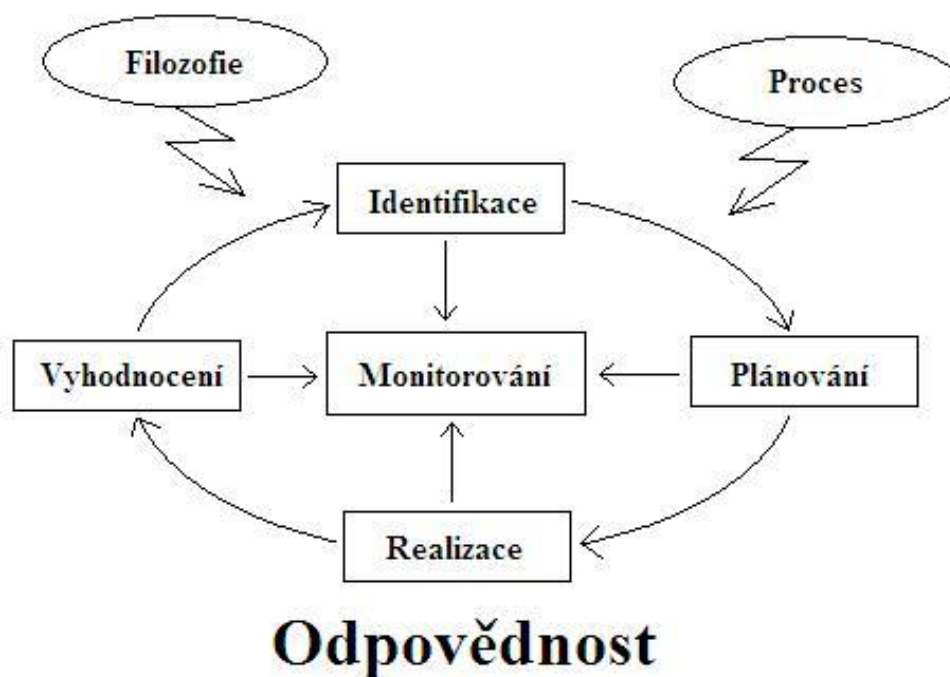 Filozofie
Proces
Identifikace
Vyhodnocení
Monitorování
Plánování
Realizace
Odpovědnost